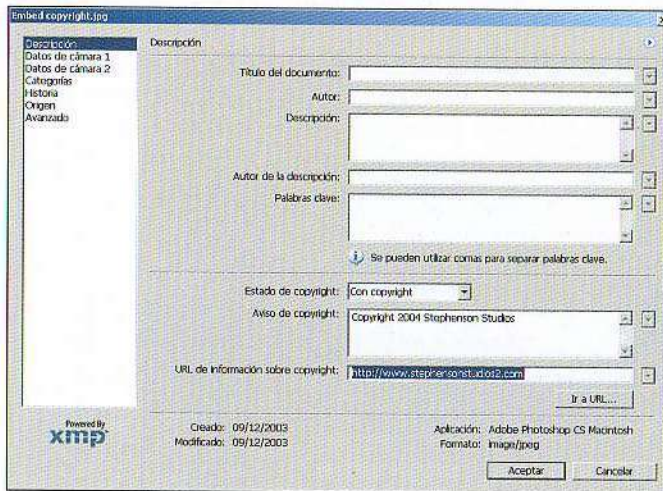 Embed copyright.jpg
Descripción
Datos de cámara 1
Datos de cámara 2
Categorías
Historia
Origen
Avanzado
Descripción
Título del documento:
Autor:
Descripción:
Autor de la descripción:
Palabras clave:
Se pueden utilizar comas para separar palabras clave.
Estado de copyright: Con copyright
Aviso de copyright: Copyright 2004 Stephenson Studios
URL de información sobre copyright: http://www.stephensonstudios2.com
Ir a URL...
Powered By
xmp
Creado: 09/12/2003
Modificado: 09/12/2003
Aplicación: Adobe Photoshop CS Macintosh
Formato: image/jpeg
Aceptar
Cancelar